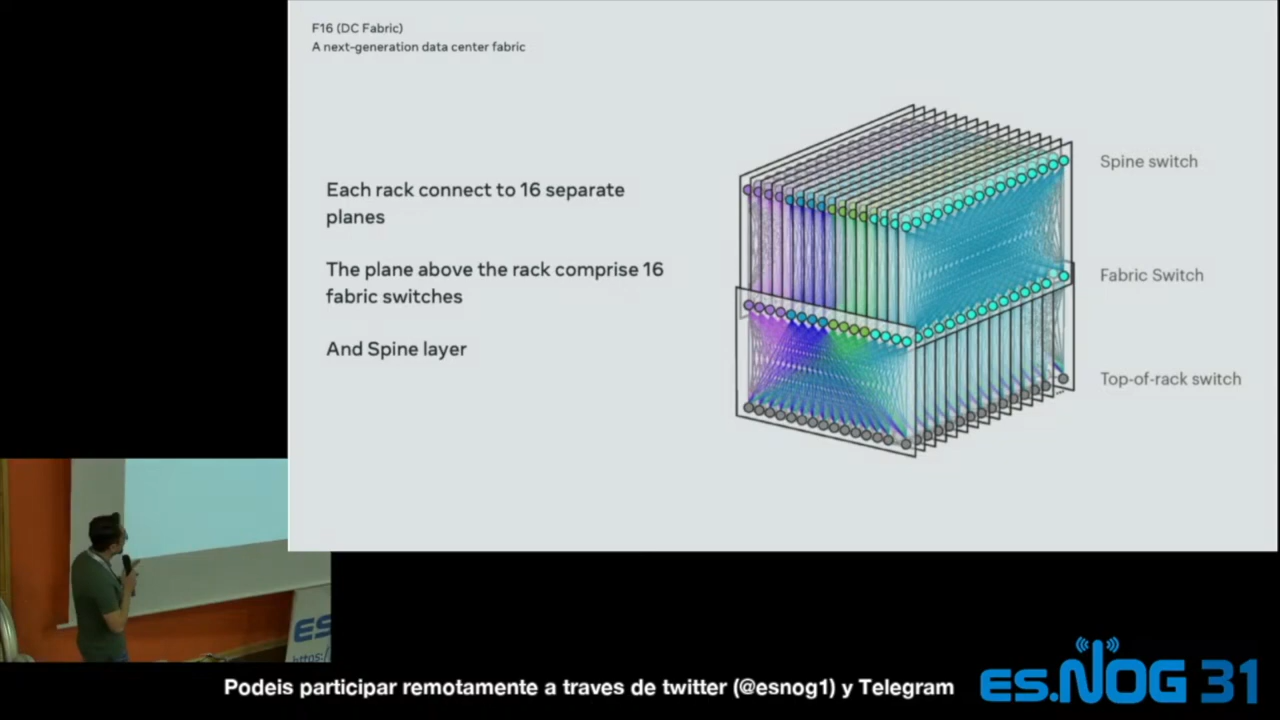 F16 (DC Fabric)
A next-generation data center fabric
Each rack connect to 16 separate
planes
The plane above the rack comprise 16
fabric switches
And Spine layer
Spine switch
Fabric Switch
Top-of-rack switch
ES
https:/
Podeis participar remotamente a traves de twitter (@esnog1) y Telegram
es.NOG 31